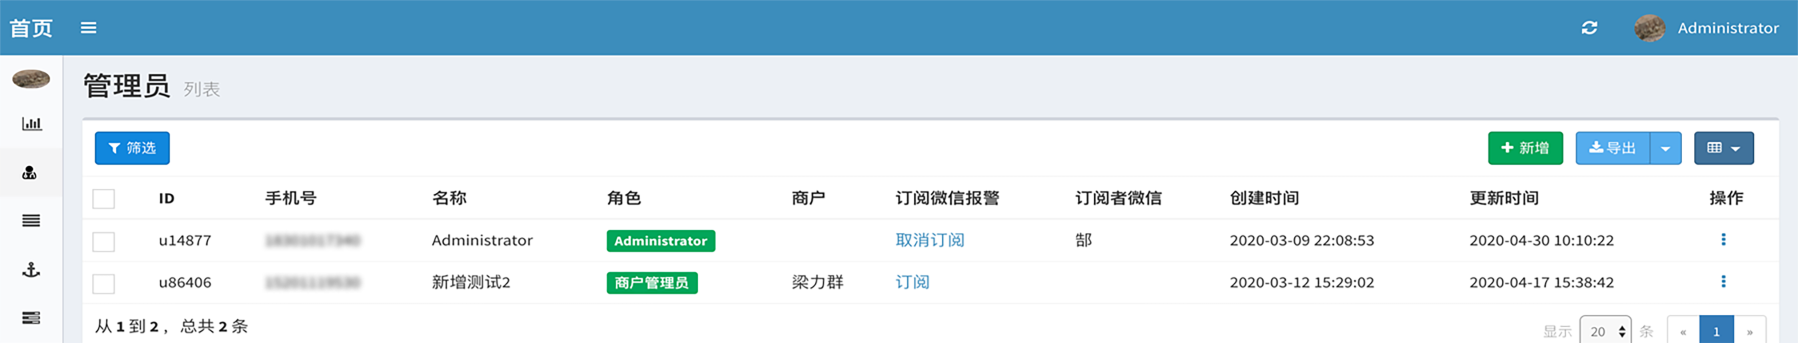 首页 Administrator
管理员 列表
筛选 新增 导出
ID 手机号 名称 角色 商户 订阅微信报警 订阅者微信 创建时间 更新时间 操作
u14877 Administrator Administrator 取消订阅 郜 2020-03-09 22:08:53 2020-04-30 10:10:22
u86406 新增测试2 商户管理员 梁力群 订阅 2020-03-12 15:29:02 2020-04-17 15:38:42
从 1 到 2 ，总共 2 条 显示 20 条 « 1 »